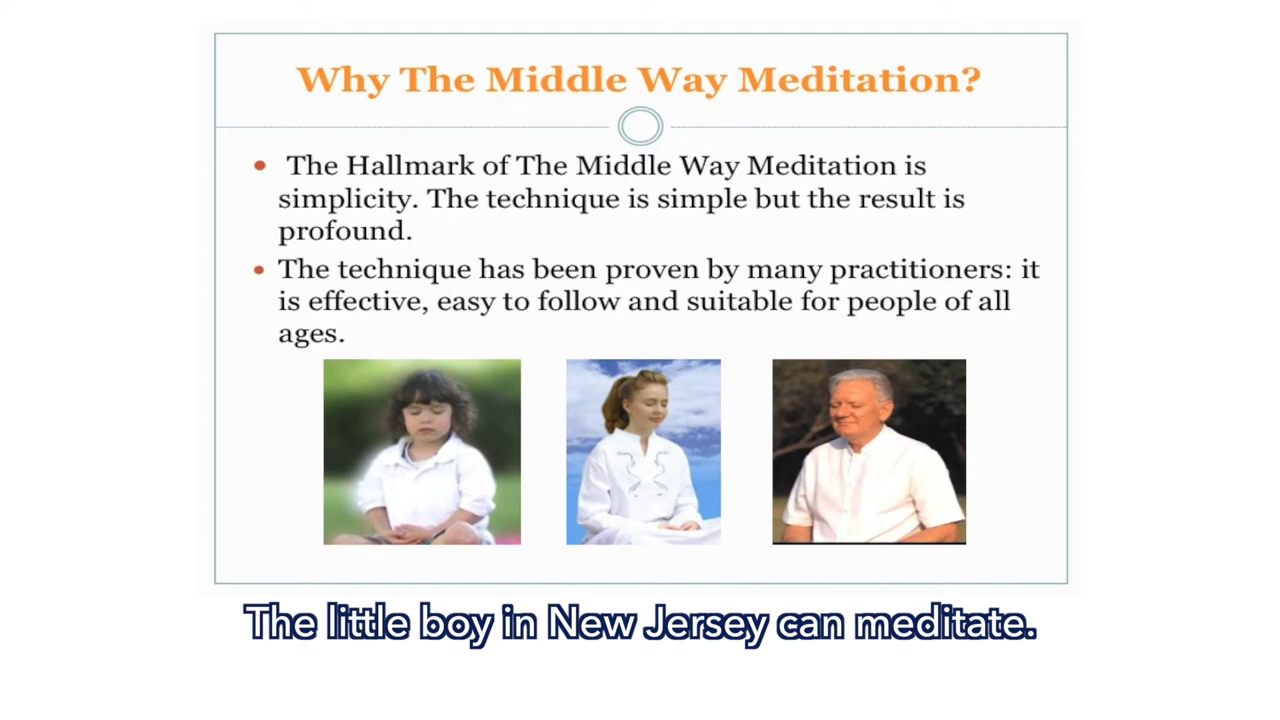 Why The Middle Way Meditation?
• The Hallmark of The Middle Way Meditation is
simplicity. The technique is simple but the result is
profound.
• The technique has been proven by many practitioners: it
is effective, easy to follow and suitable for people of all
ages.
The little boy in New Jersey can meditate.